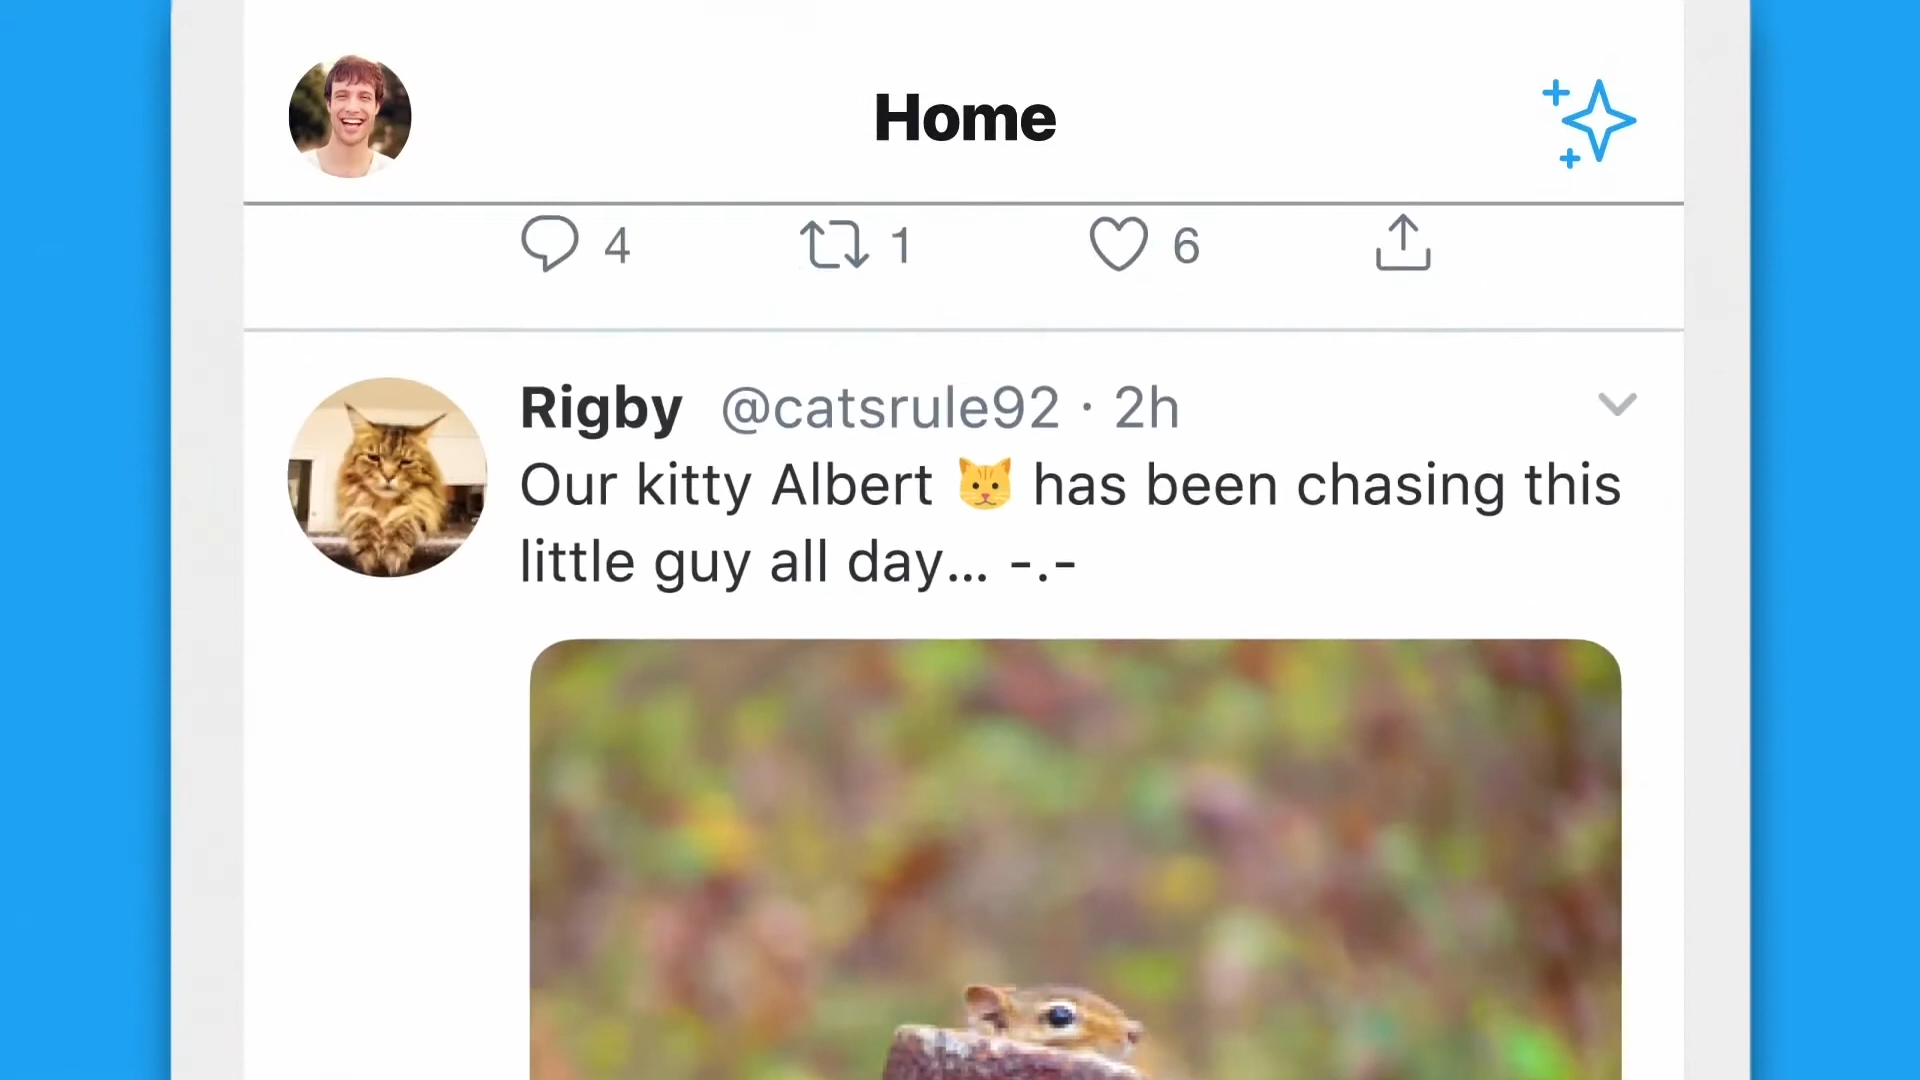 Home
4 1 6
Rigby @catsrule92 · 2h
Our kitty Albert 🐱 has been chasing this
little guy all day... -.-